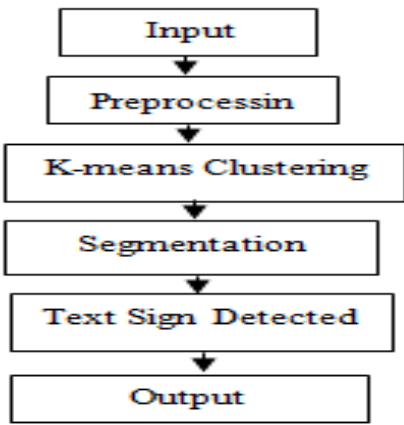 Input
Preprocessin
K-means Clustering
Segmentation
Text Sign Detected
Output